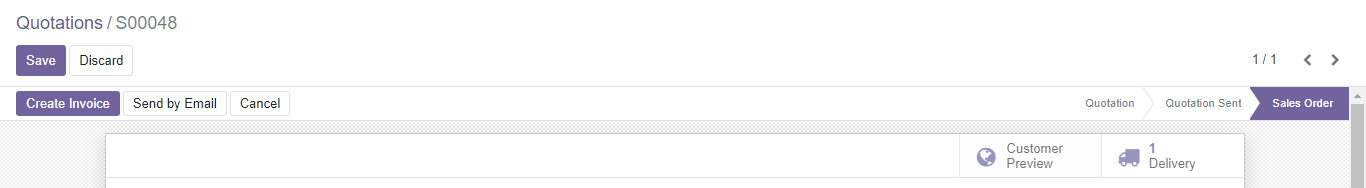 Quotations / S00048
Save Discard 1 / 1
Create Invoice Send by Email Cancel Quotation Quotation Sent Sales Order
Customer Preview
1 Delivery